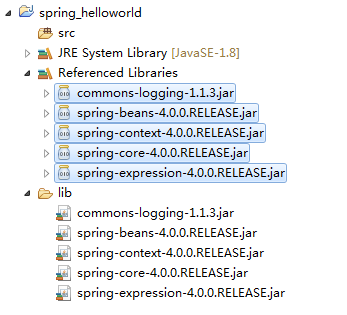 spring_helloworld
src
JRE System Library [JavaSE-1.8]
Referenced Libraries
commons-logging-1.1.3.jar
spring-beans-4.0.0.RELEASE.jar
spring-context-4.0.0.RELEASE.jar
spring-core-4.0.0.RELEASE.jar
spring-expression-4.0.0.RELEASE.jar
lib
commons-logging-1.1.3.jar
spring-beans-4.0.0.RELEASE.jar
spring-context-4.0.0.RELEASE.jar
spring-core-4.0.0.RELEASE.jar
spring-expression-4.0.0.RELEASE.jar